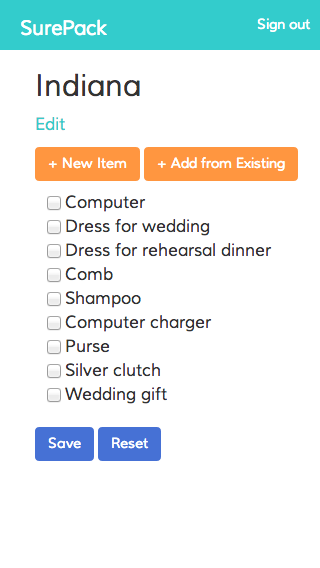 SurePack Sign out
Indiana
Edit
+ New Item + Add from Existing
Computer
Dress for wedding
Dress for rehearsal dinner
Comb
Shampoo
Computer charger
Purse
Silver clutch
Wedding gift
Save Reset